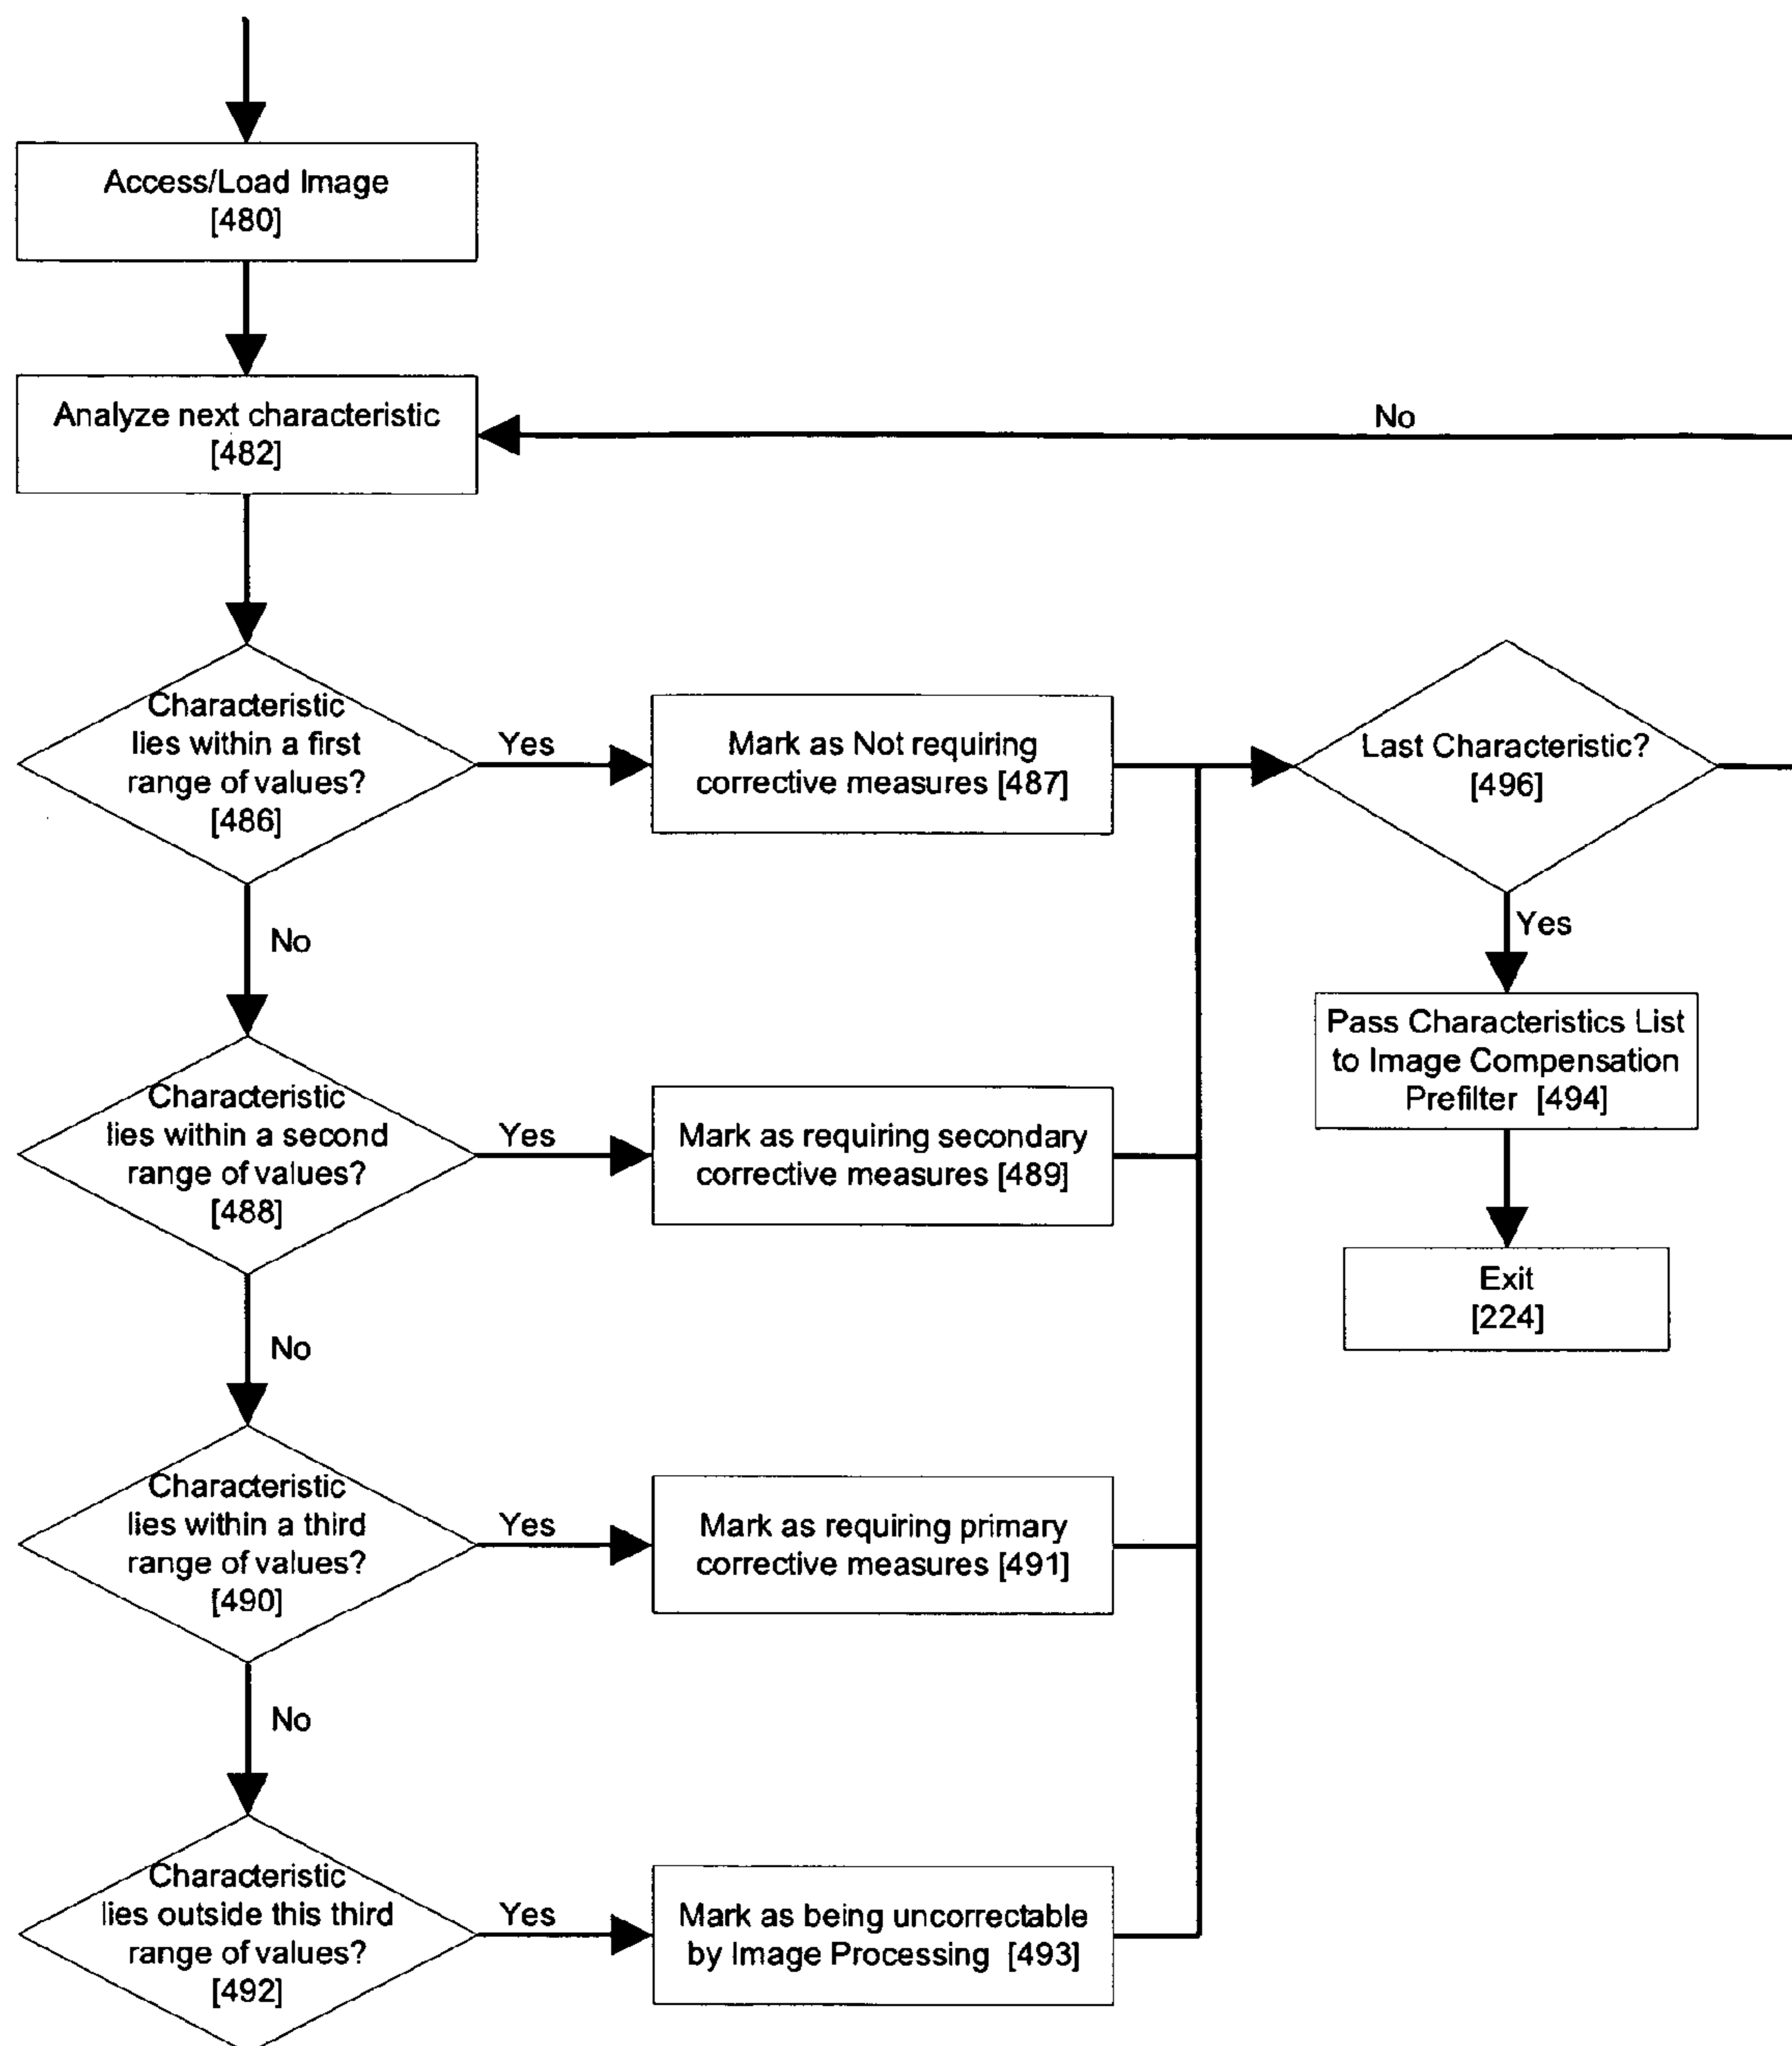 Access/Load Image
[480]
Analyze next characteristic
[482]
No
Characteristic
lies within a first
range of values?
[486]
Yes
Mark as Not requiring
corrective measures [487]
Last Characteristic?
[496]
No
Yes
Pass Characteristics List
to Image Compensation
Prefilter [494]
Exit
[224]
Characteristic
lies within a second
range of values?
[488]
Yes
Mark as requiring secondary
corrective measures [489]
No
Characteristic
lies within a third
range of values?
[490]
Yes
Mark as requiring primary
corrective measures [491]
No
Characteristic
lies outside this third
range of values?
[492]
Yes
Mark as being uncorrectable
by Image Processing [493]